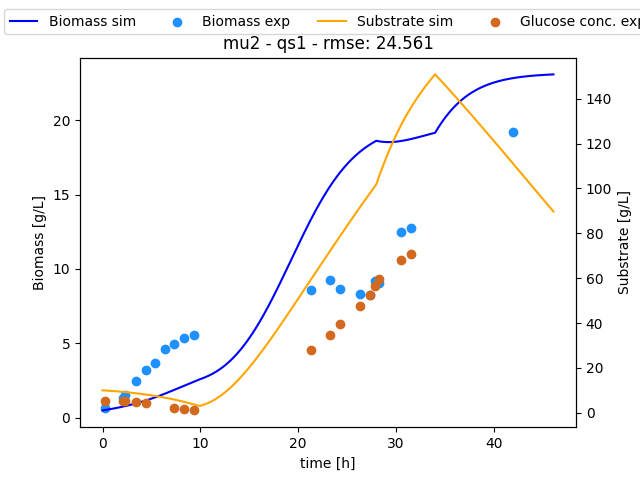 Biomass sim Biomass exp Substrate sim Glucose conc. exp
mu2 - qs1 - rmse: 24.561
Biomass [g/L]
20
15
10
5
0
140
120
100
80
60
40
20
0
Substrate [g/L]
0 10 20 30 40
time [h]